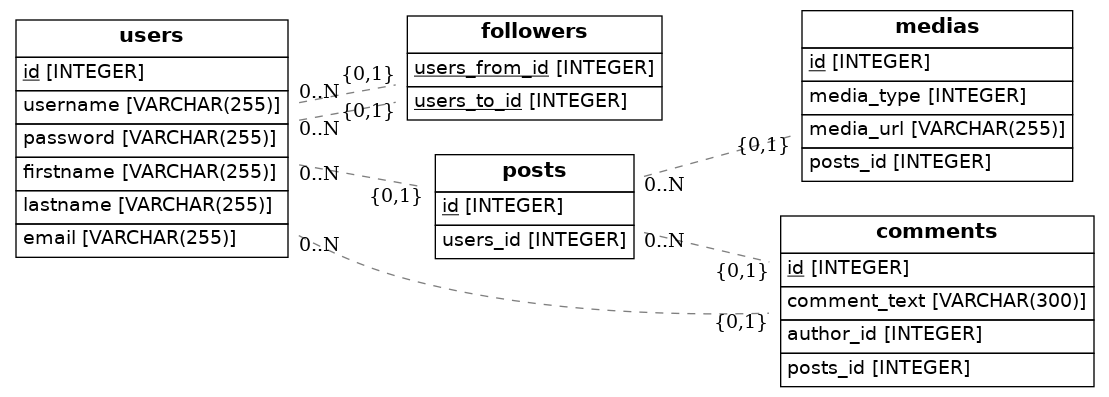 users
id [INTEGER]
username [VARCHAR(255)]
password [VARCHAR(255)]
firstname [VARCHAR(255)]
lastname [VARCHAR(255)]
email [VARCHAR(255)]
0..N
{0,1}
0..N
{0,1}
0..N
{0,1}
0..N
{0,1}
followers
users_from_id [INTEGER]
users_to_id [INTEGER]
posts
id [INTEGER]
users_id [INTEGER]
0..N
{0,1}
0..N
{0,1}
medias
id [INTEGER]
media_type [INTEGER]
media_url [VARCHAR(255)]
posts_id [INTEGER]
comments
id [INTEGER]
comment_text [VARCHAR(300)]
author_id [INTEGER]
posts_id [INTEGER]